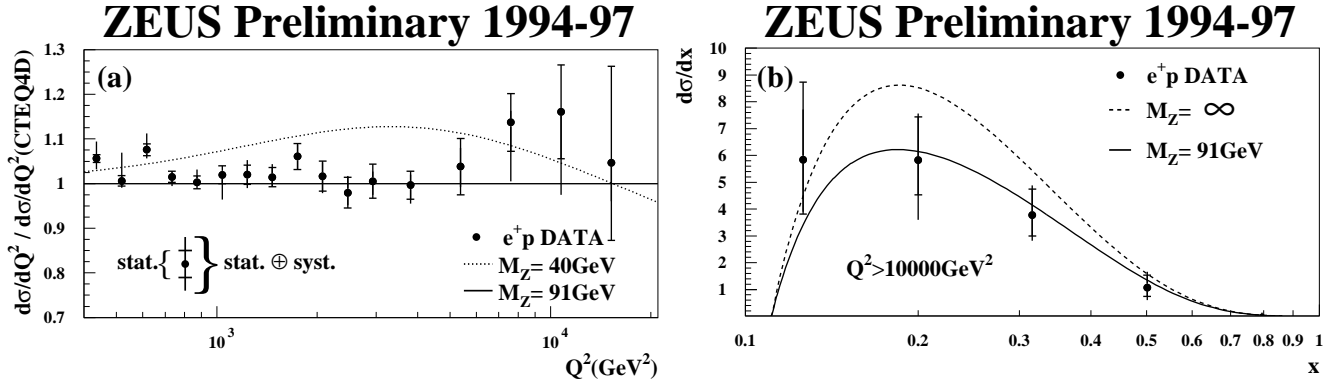 ZEUS Preliminary 1994-97
(a)
dσ/dQ² / dσ/dQ²(CTEQ4D)
1.3
1.2
1.1
1
0.9
0.8
0.7
stat.{ } stat. ⊕ syst.
e⁺p DATA
M_Z= 40GeV
M_Z= 91GeV
10³
10⁴
Q²(GeV²)
ZEUS Preliminary 1994-97
(b)
dσ/dx
10
9
8
7
6
5
4
3
2
1
e⁺p DATA
M_Z= ∞
M_Z= 91GeV
Q²>10000GeV²
0.1
0.2
0.3
0.4
0.5
0.6
0.7
0.8
0.9
1
x